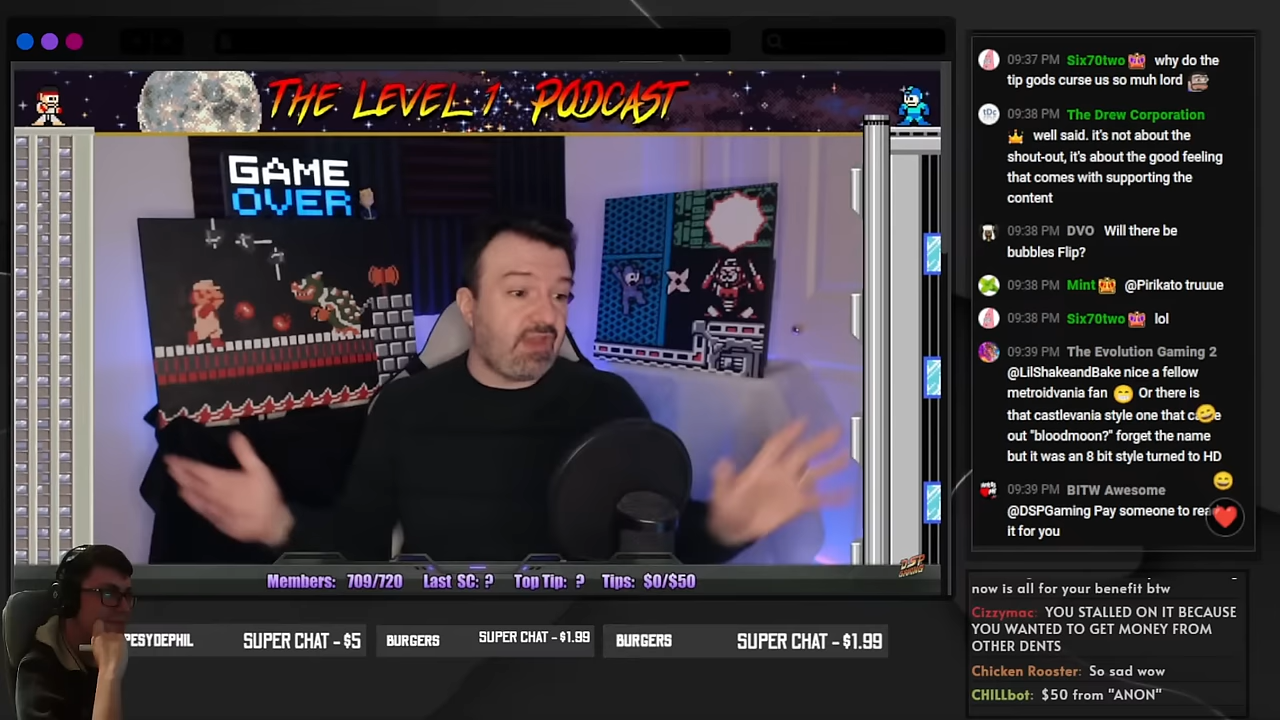 THE LEVEL 1 PODCAST
GAME
OVER
DSP
GAMING
Members: 709/720 Last SC: ? Top Tip: ? Tips: $0/$50
PESYDEPHIL SUPER CHAT - $5
BURGERS SUPER CHAT - $1.99
BURGERS SUPER CHAT - $1.99
09:37 PM Six70two why do the
tip gods curse us so muh lord
09:38 PM The Drew Corporation
well said. it's not about the
shout-out, it's about the good feeling
that comes with supporting the
content
09:38 PM DVO Will there be
bubbles Flip?
09:38 PM Mint @Pirikato truuue
09:38 PM Six70two lol
09:39 PM The Evolution Gaming 2
@LilShakeandBake nice a fellow
metroidvania fan Or there is
that castlevania style one that
out "bloodmoon?" forget the name
but it was an 8 bit style turned to HD
09:39 PM BITW Awesome
@DSPGaming Pay someone to
it for you
now is all for your benefit btw
Cizzymac: YOU STALLED ON IT BECAUSE
YOU WANTED TO GET MONEY FROM
OTHER DENTS
Chicken Rooster: So sad wow
CHILLbot: $50 from "ANON"